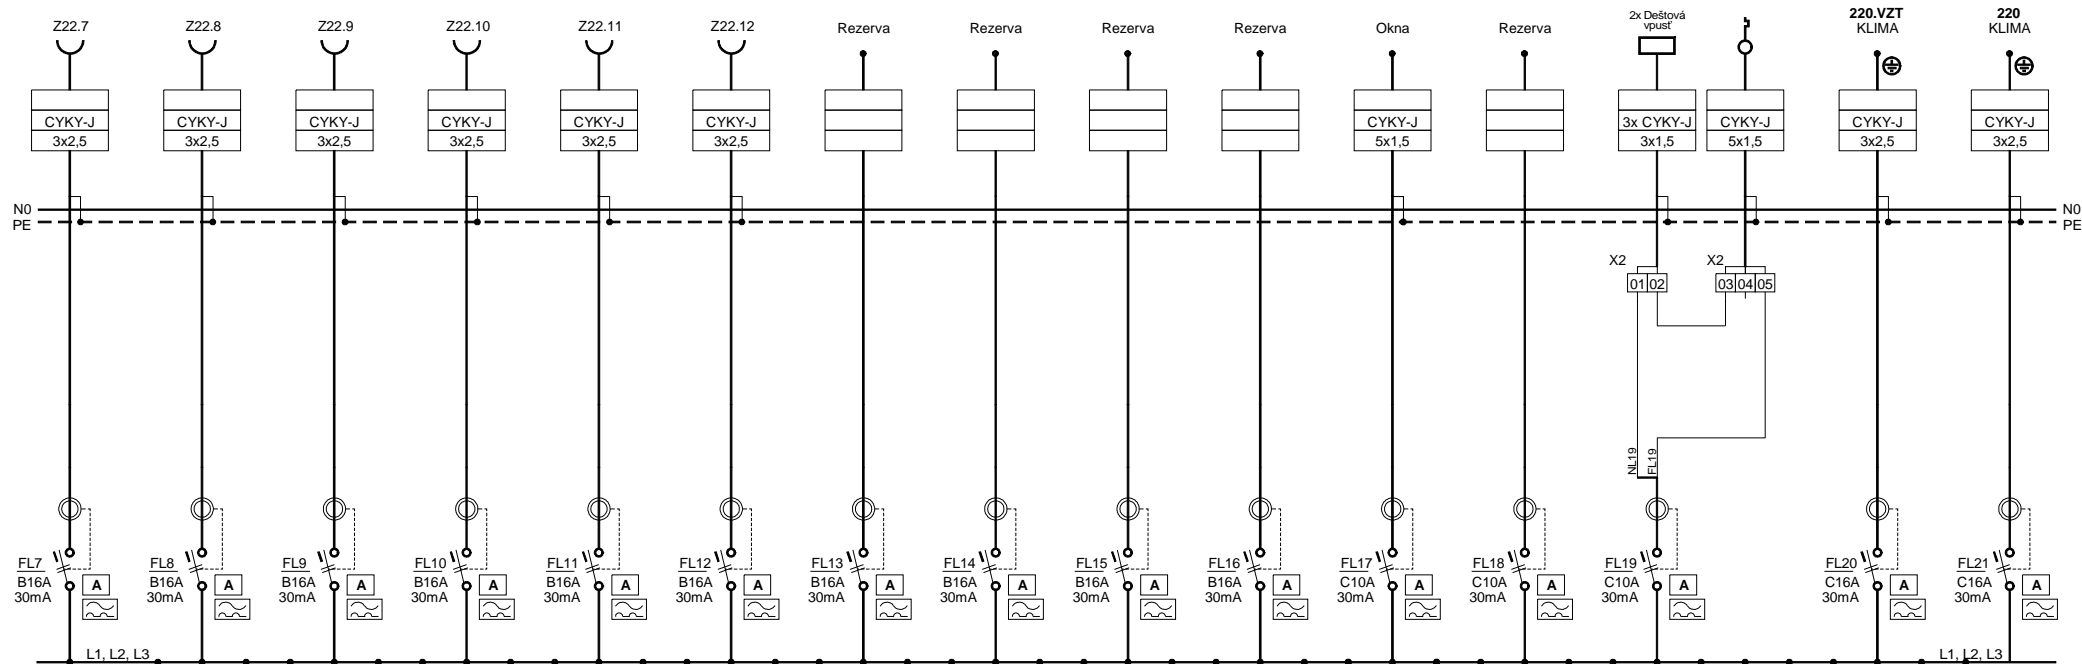 Z22.7 Z22.8 Z22.9 Z22.10 Z22.11 Z22.12 Rezerva Rezerva Rezerva Rezerva Okna Rezerva 2x Deštová 220.VZT 220
vpusť KLIMA KLIMA
CYKY-J CYKY-J CYKY-J CYKY-J CYKY-J CYKY-J CYKY-J 3x CYKY-J CYKY-J CYKY-J CYKY-J
3x2,5 3x2,5 3x2,5 3x2,5 3x2,5 3x2,5 5x1,5 3x1,5 5x1,5 3x2,5 3x2,5
N0 N0
PE PE
X2 X2
01 02 03 04 05
NL19 FL19
FL7 FL8 FL9 FL10 FL11 FL12 FL13 FL14 FL15 FL16 FL17 FL18 FL19 FL20 FL21
B16A A B16A A B16A A B16A A B16A A B16A A B16A A B16A A B16A A B16A A C10A A C10A A C10A A C16A A C16A A
30mA 30mA 30mA 30mA 30mA 30mA 30mA 30mA 30mA 30mA 30mA 30mA 30mA 30mA 30mA
L1, L2, L3 L1, L2, L3